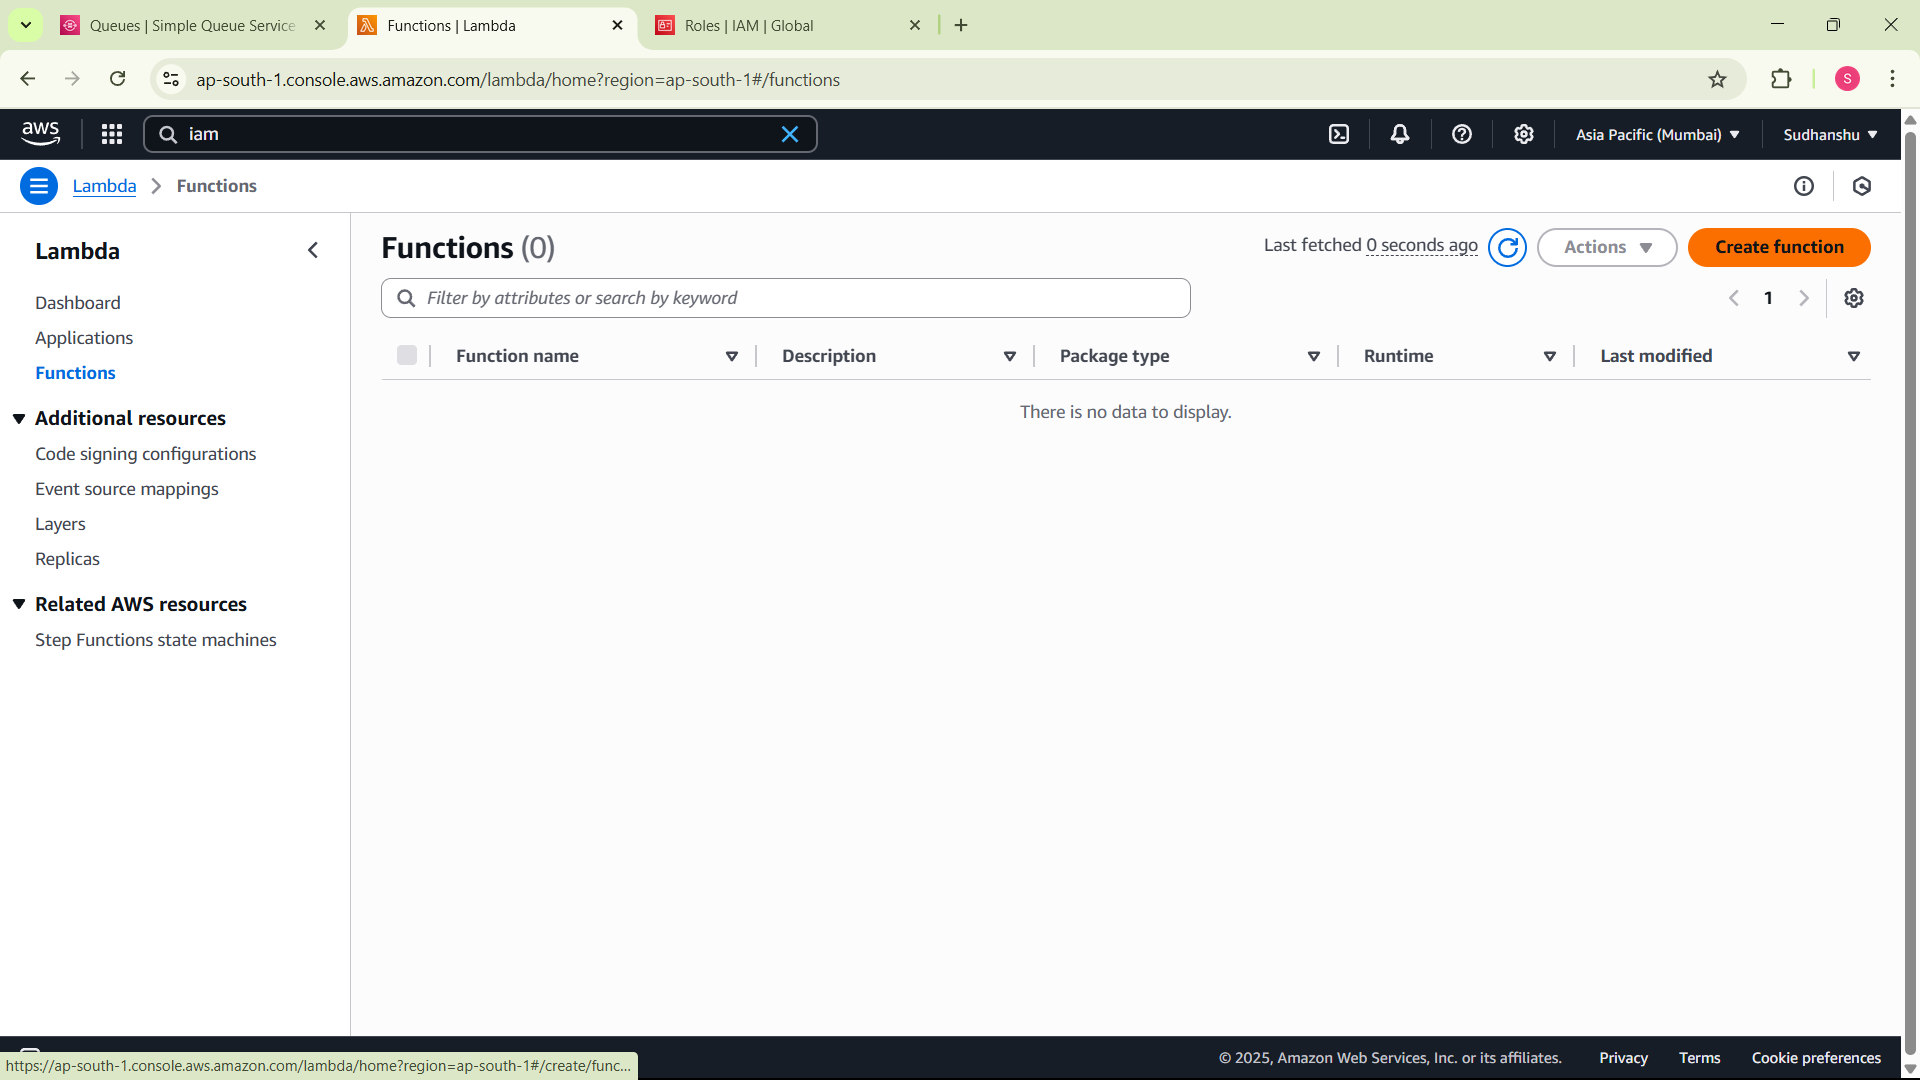 Queues | Simple Queue Service
Functions | Lambda
Roles | IAM | Global
ap-south-1.console.aws.amazon.com/lambda/home?region=ap-south-1#/functions
S
aws
iam
Asia Pacific (Mumbai)
Sudhanshu
Lambda
Functions
Lambda
Dashboard
Applications
Functions
Additional resources
Code signing configurations
Event source mappings
Layers
Replicas
Related AWS resources
Step Functions state machines
Functions (0)
Last fetched 0 seconds ago
Actions
Create function
Filter by attributes or search by keyword
1
Function name
Description
Package type
Runtime
Last modified
There is no data to display.
© 2025, Amazon Web Services, Inc. or its affiliates.
Privacy
Terms
Cookie preferences
https://ap-south-1.console.aws.amazon.com/lambda/home?region=ap-south-1#/create/func...